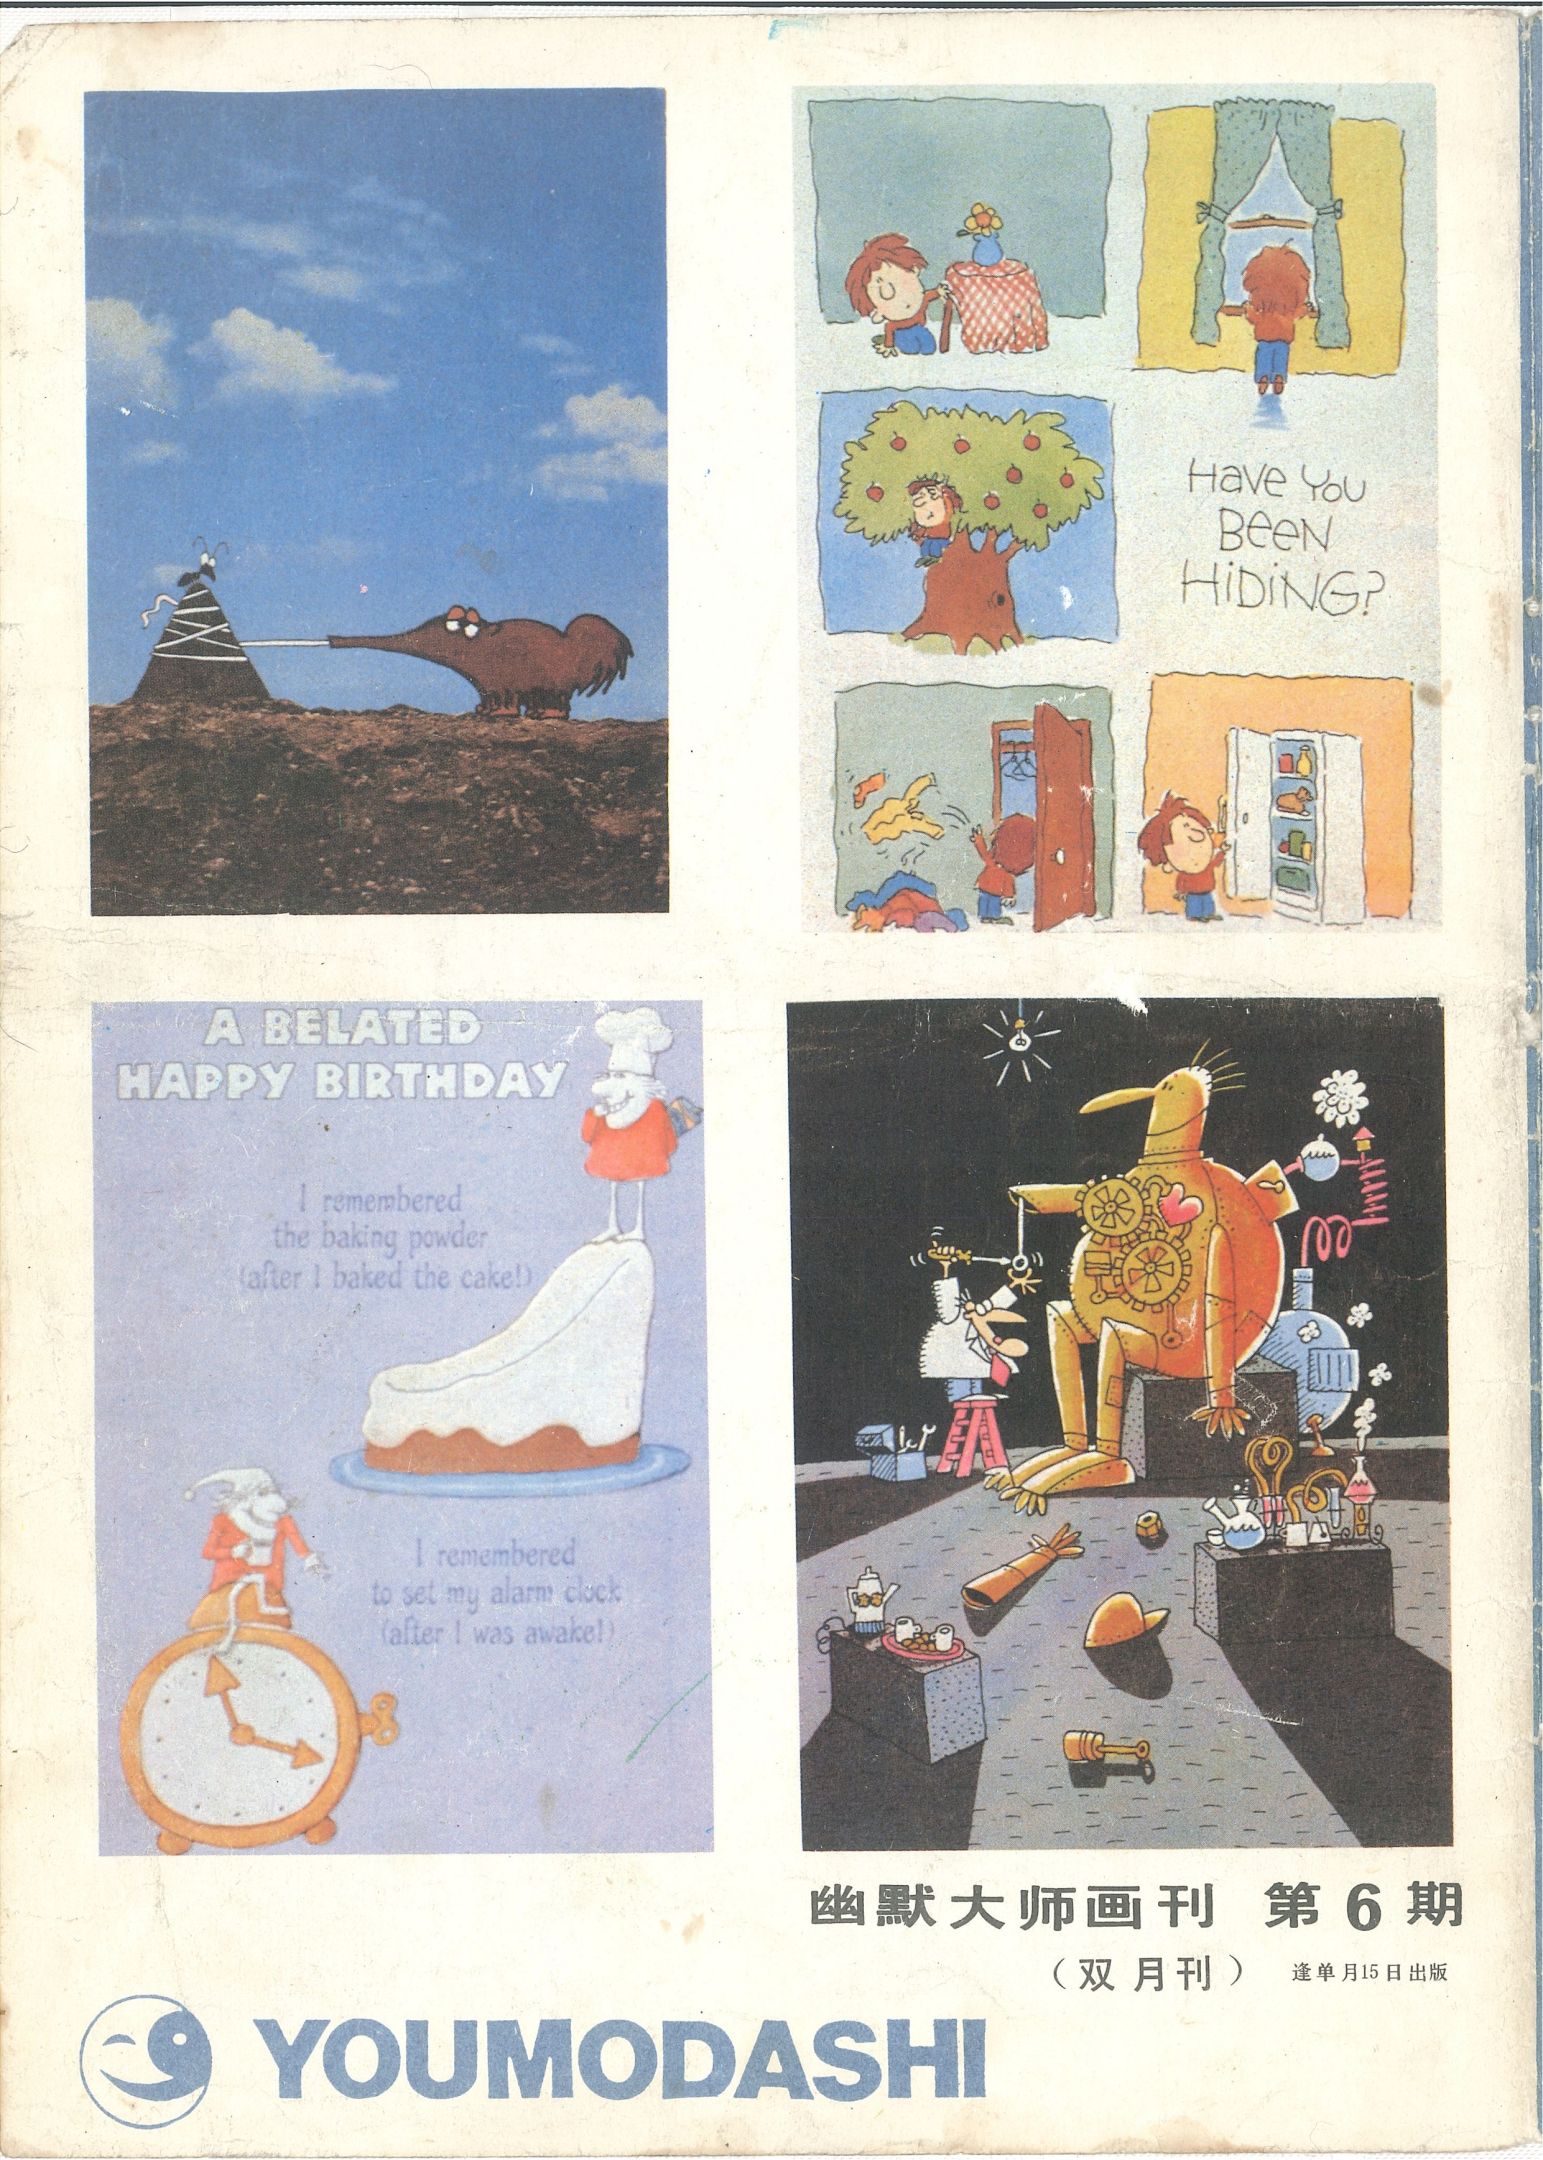 Have You
BeeN
HiDiNG?
A BELATED
HAPPY BIRTHDAY
I remembered
the baking powder
(after I baked the cake!)
I remembered
to set my alarm clock
(after I was awake!)
幽默大师画刊 第6期
（双月刊） 逢单月15日出版
YOUMODASHI